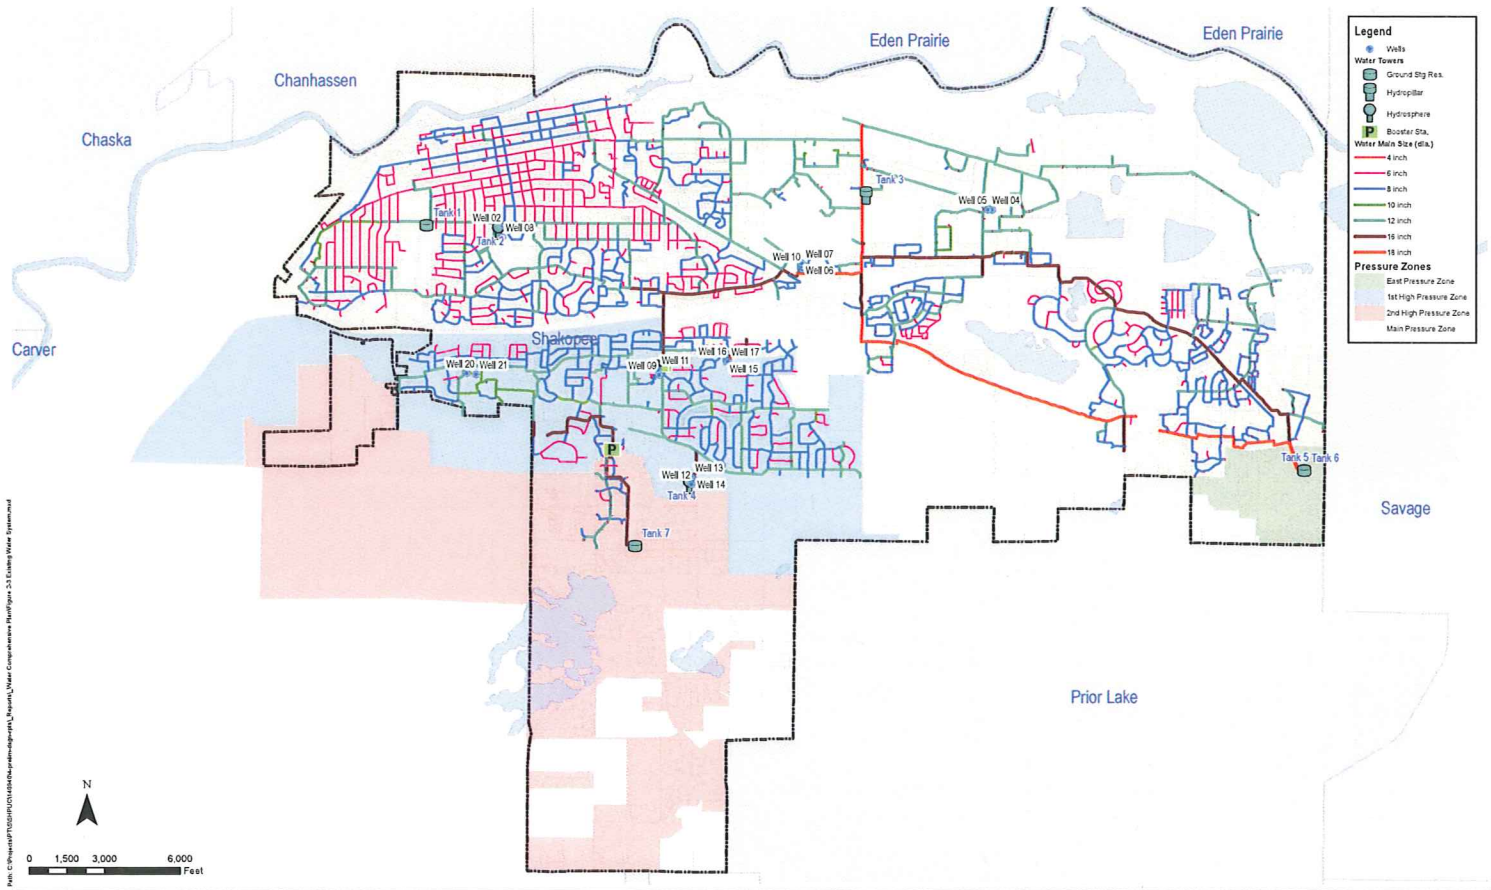 Eden Prairie
Eden Prairie
Chanhassen
Chaska
Carver
Shakopee
Savage
Prior Lake
Tank 1
Well 02
Well 08
Tank 2
Tank 3
Well 05
Well 04
Well 10
Well 07
Well 06
Well 20
Well 21
Well 09
Well 11
Well 16
Well 17
Well 15
P
Well 12
Well 13
Well 14
Tank 4
Tank 7
Tank 5
Tank 6
Legend
Wells
Water Towers
Ground Stg Res.
Hydropillar
Hydrosphere
P Booster Sta.
Water Main Size (dia.)
4 inch
6 inch
8 inch
10 inch
12 inch
16 inch
18 inch
Pressure Zones
East Pressure Zone
1st High Pressure Zone
2nd High Pressure Zone
Main Pressure Zone
N
0 1,500 3,000 6,000
Feet